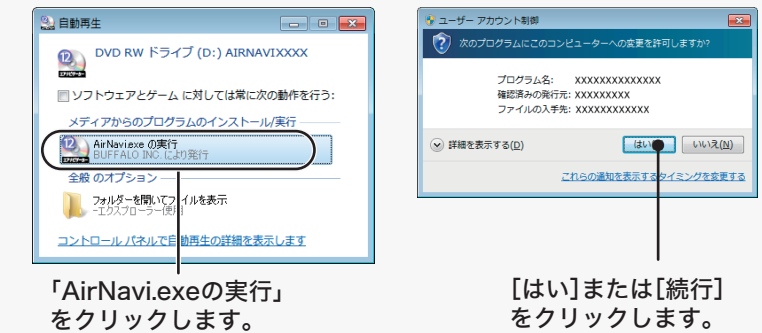 自動再生
DVD RW ドライブ (D:) AIRNAVIXXXX
ソフトウェアとゲーム に対しては常に次の動作を行う:
メディアからのプログラムのインストール/実行
AirNavi.exe の実行
BUFFALO INC. により発行
全般 のオプション
フォルダーを開いてファイルを表示
-エクスプローラー使用
コントロール パネルで自動再生の詳細を表示します
「AirNavi.exeの実行」
をクリックします。
ユーザー アカウント制御
次のプログラムにこのコンピューターへの変更を許可しますか?
プログラム名: XXXXXXXXXXXXXX
確認済みの発行元: XXXXXXXXX
ファイルの入手先: XXXXXXXXXXXX
詳細を表示する(D)
はい
いいえ(N)
これらの通知を表示するタイミングを変更する
[はい]または[続行]
をクリックします。